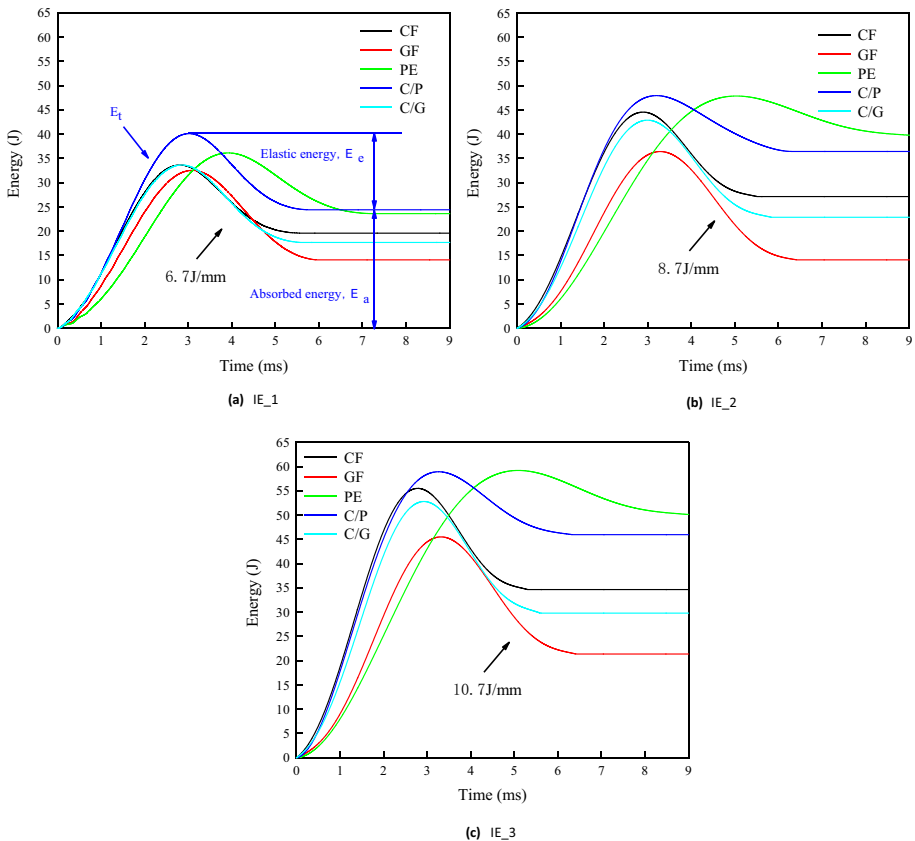 65
60
55
50
45
40
35
30
25
20
15
10
5
0
Energy (J)
CF
GF
PE
C/P
C/G
Et
Elastic energy, E e
6.7J/mm
Absorbed energy, E a
0 1 2 3 4 5 6 7 8 9
Time (ms)
(a) IE_1
65
60
55
50
45
40
35
30
25
20
15
10
5
0
Energy (J)
CF
GF
PE
C/P
C/G
8.7J/mm
0 1 2 3 4 5 6 7 8 9
Time (ms)
(b) IE_2
65
60
55
50
45
40
35
30
25
20
15
10
5
0
Energy (J)
CF
GF
PE
C/P
C/G
10.7J/mm
0 1 2 3 4 5 6 7 8 9
Time (ms)
(c) IE_3